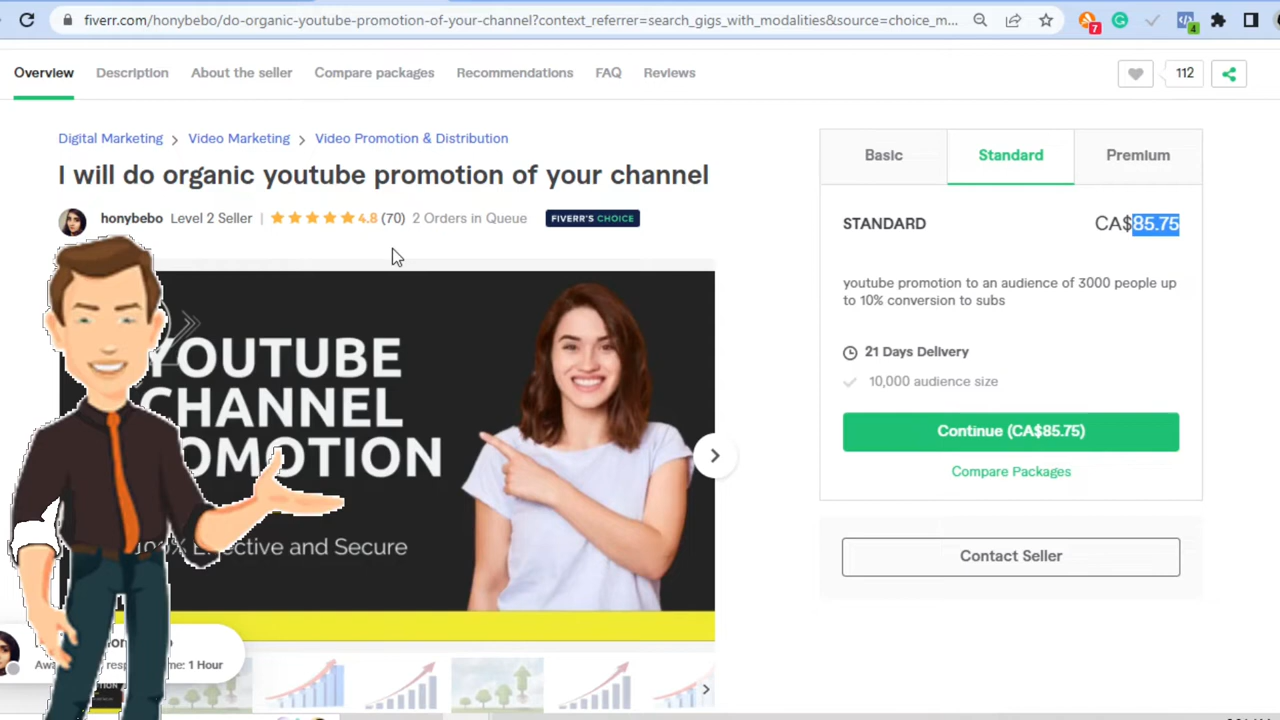 fiverr.com/honybebo/do-organic-youtube-promotion-of-your-channel?context_referrer=search_gigs_with_modalities&source=choice_m...
7
4
Overview Description About the seller Compare packages Recommendations FAQ Reviews
112
Digital Marketing > Video Marketing > Video Promotion & Distribution
I will do organic youtube promotion of your channel
honybebo Level 2 Seller | 4.8 (70) 2 Orders in Queue FIVERR'S CHOICE
YOUTUBE
CHANNEL
OMOTION
and Secure
1 Hour
Basic Standard Premium
STANDARD CA$85.75
youtube promotion to an audience of 3000 people up
to 10% conversion to subs
21 Days Delivery
10,000 audience size
Continue (CA$85.75)
Compare Packages
Contact Seller